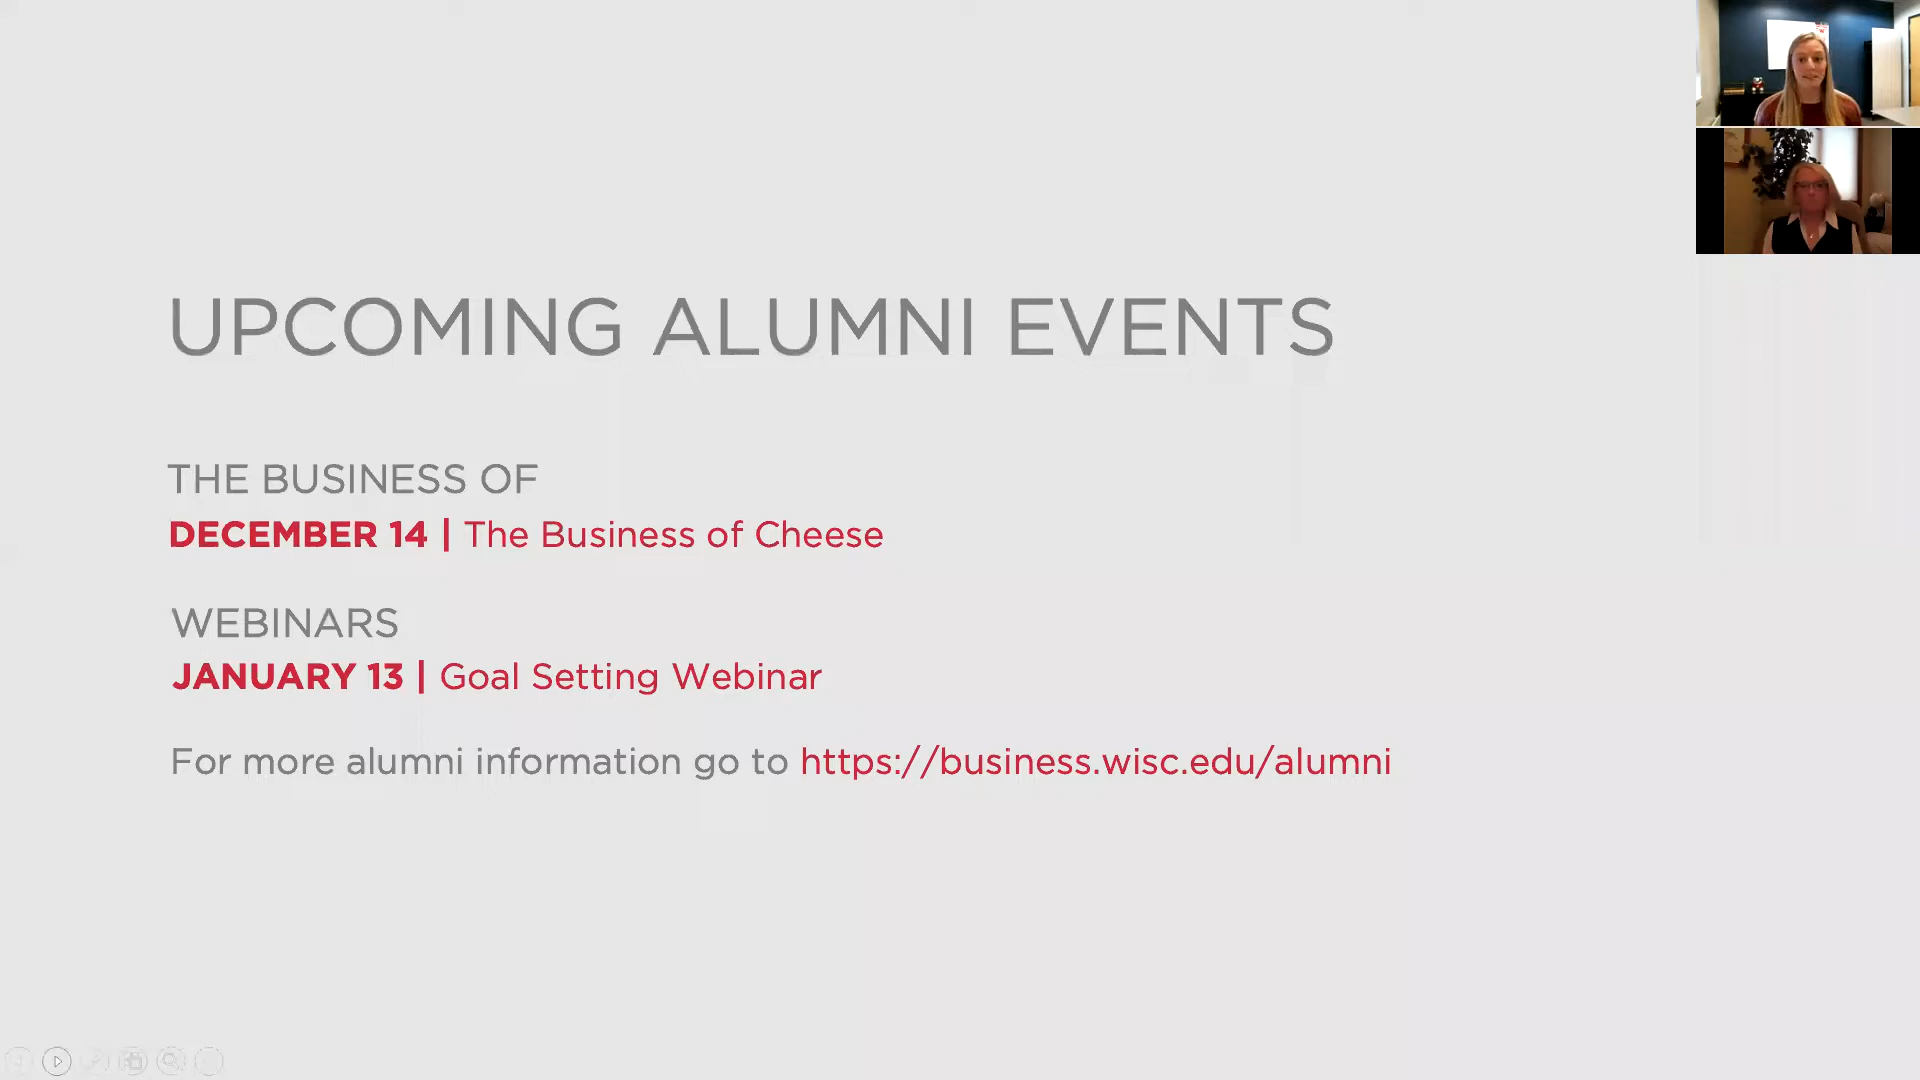 UPCOMING ALUMNI EVENTS
THE BUSINESS OF
DECEMBER 14 | The Business of Cheese
WEBINARS
JANUARY 13 | Goal Setting Webinar
For more alumni information go to https://business.wisc.edu/alumni